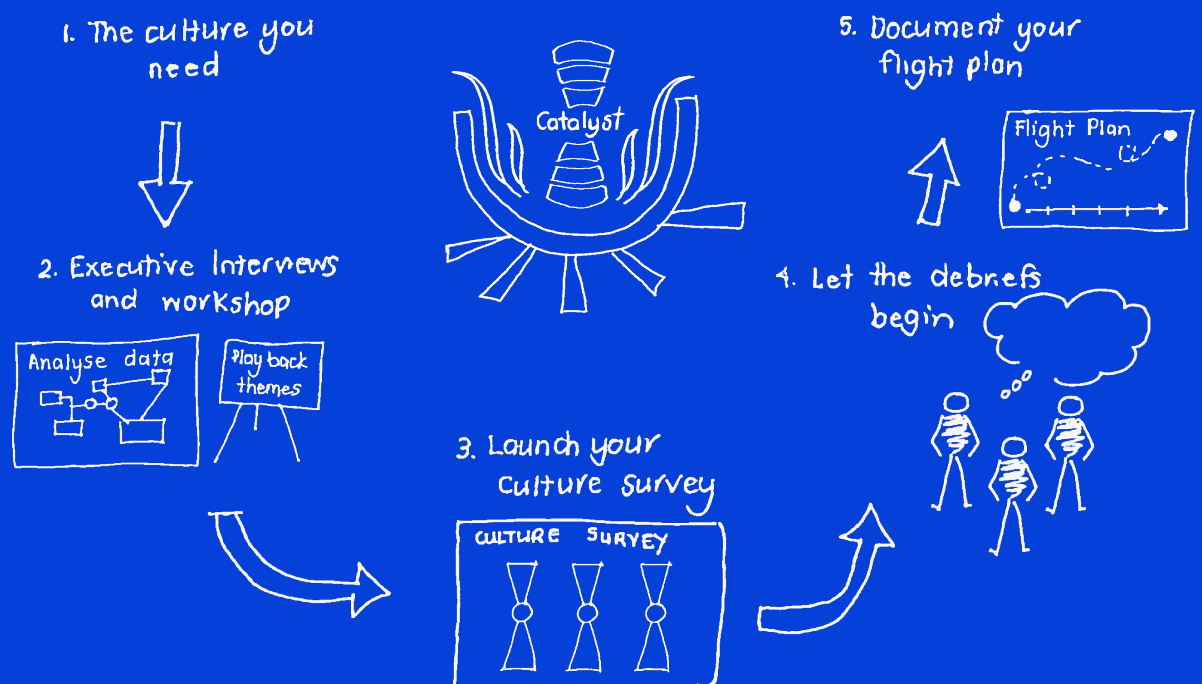 1. The culture you
need
Catalyst
2. Executive Interviews
and workshop
Analyse data
Play back
themes
3. Launch your
Culture Survey
CULTURE SURVEY
4. Let the debriefs
begin
5. Document your
flight plan
Flight Plan